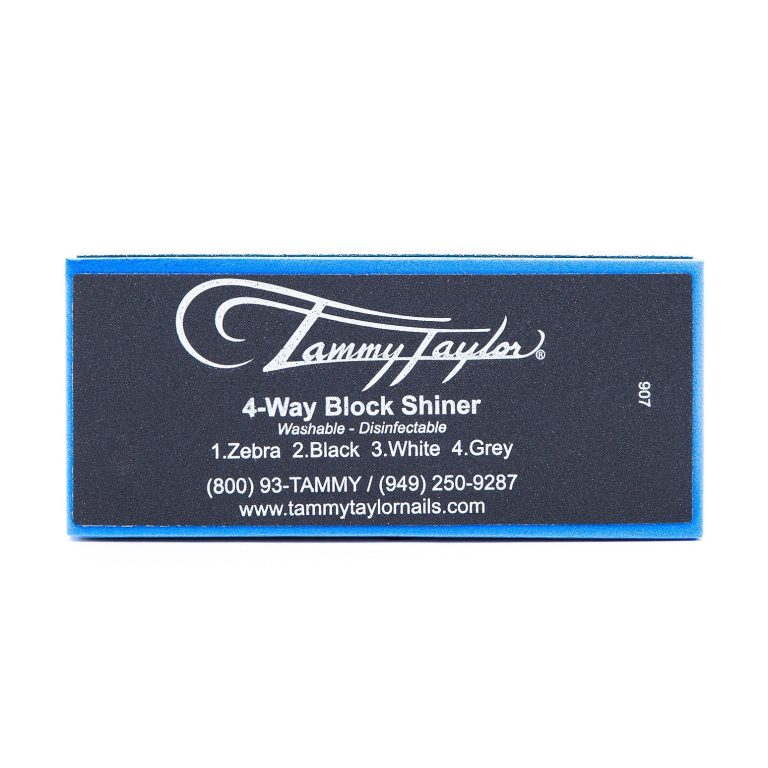 Tammy Taylor®
4-Way Block Shiner
Washable - Disinfectable
1.Zebra 2.Black 3.White 4.Grey
(800) 93-TAMMY / (949) 250-9287
www.tammytaylornails.com
907